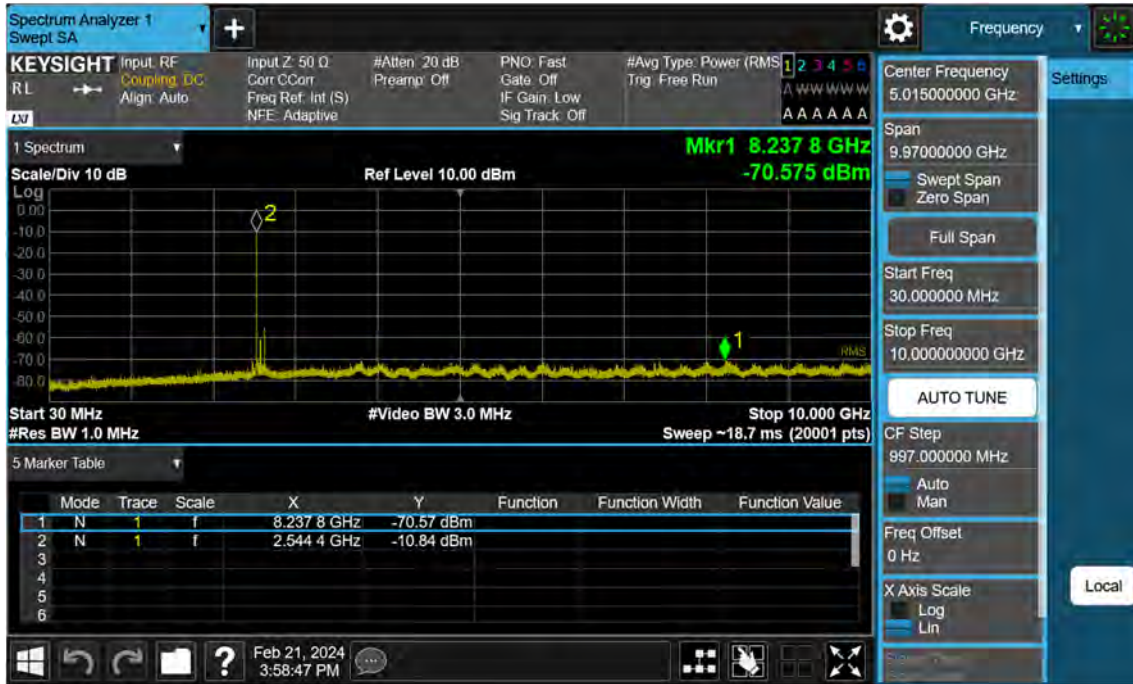 Spectrum Analyzer 1
Swept SA
+
Frequency
KEYSIGHT
RL
LXI
Input: RF
Coupling: DC
Align: Auto
Input Z: 50 Ω
Corr CCorr
Freq Ref: Int (S)
NFE: Adaptive
#Atten: 20 dB
Preamp: Off
PNO: Fast
Gate: Off
IF Gain: Low
Sig Track: Off
#Avg Type: Power (RMS
Trig: Free Run
1 2 3 4 5 6
A W W W W W
A A A A A A
1 Spectrum
Scale/Div 10 dB
Ref Level 10.00 dBm
Mkr1 8.237 8 GHz
-70.575 dBm
Log
0.00
-10.0
-20.0
-30.0
-40.0
-50.0
-60.0
-70.0
-80.0
2
1
RMS
Start 30 MHz
#Video BW 3.0 MHz
Stop 10.000 GHz
#Res BW 1.0 MHz
Sweep ~18.7 ms (20001 pts)
5 Marker Table
Mode Trace Scale X Y Function Function Width Function Value
1 N 1 f 8.237 8 GHz -70.57 dBm
2 N 1 f 2.544 4 GHz -10.84 dBm
3
4
5
6
Feb 21, 2024
3:58:47 PM
?
Center Frequency
5.015000000 GHz
Span
9.97000000 GHz
Swept Span
Zero Span
Full Span
Start Freq
30.000000 MHz
Stop Freq
10.000000000 GHz
AUTO TUNE
CF Step
997.000000 MHz
Auto
Man
Freq Offset
0 Hz
X Axis Scale
Log
Lin
Settings
Local